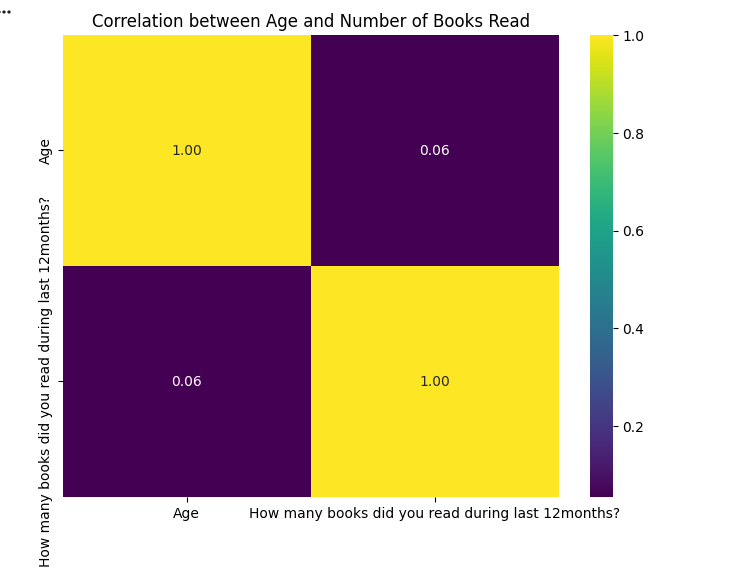 ...
Correlation between Age and Number of Books Read
Age
1.00
0.06
1.0
0.8
0.6
0.4
0.2
How many books did you read during last 12months?
0.06
1.00
Age
How many books did you read during last 12months?